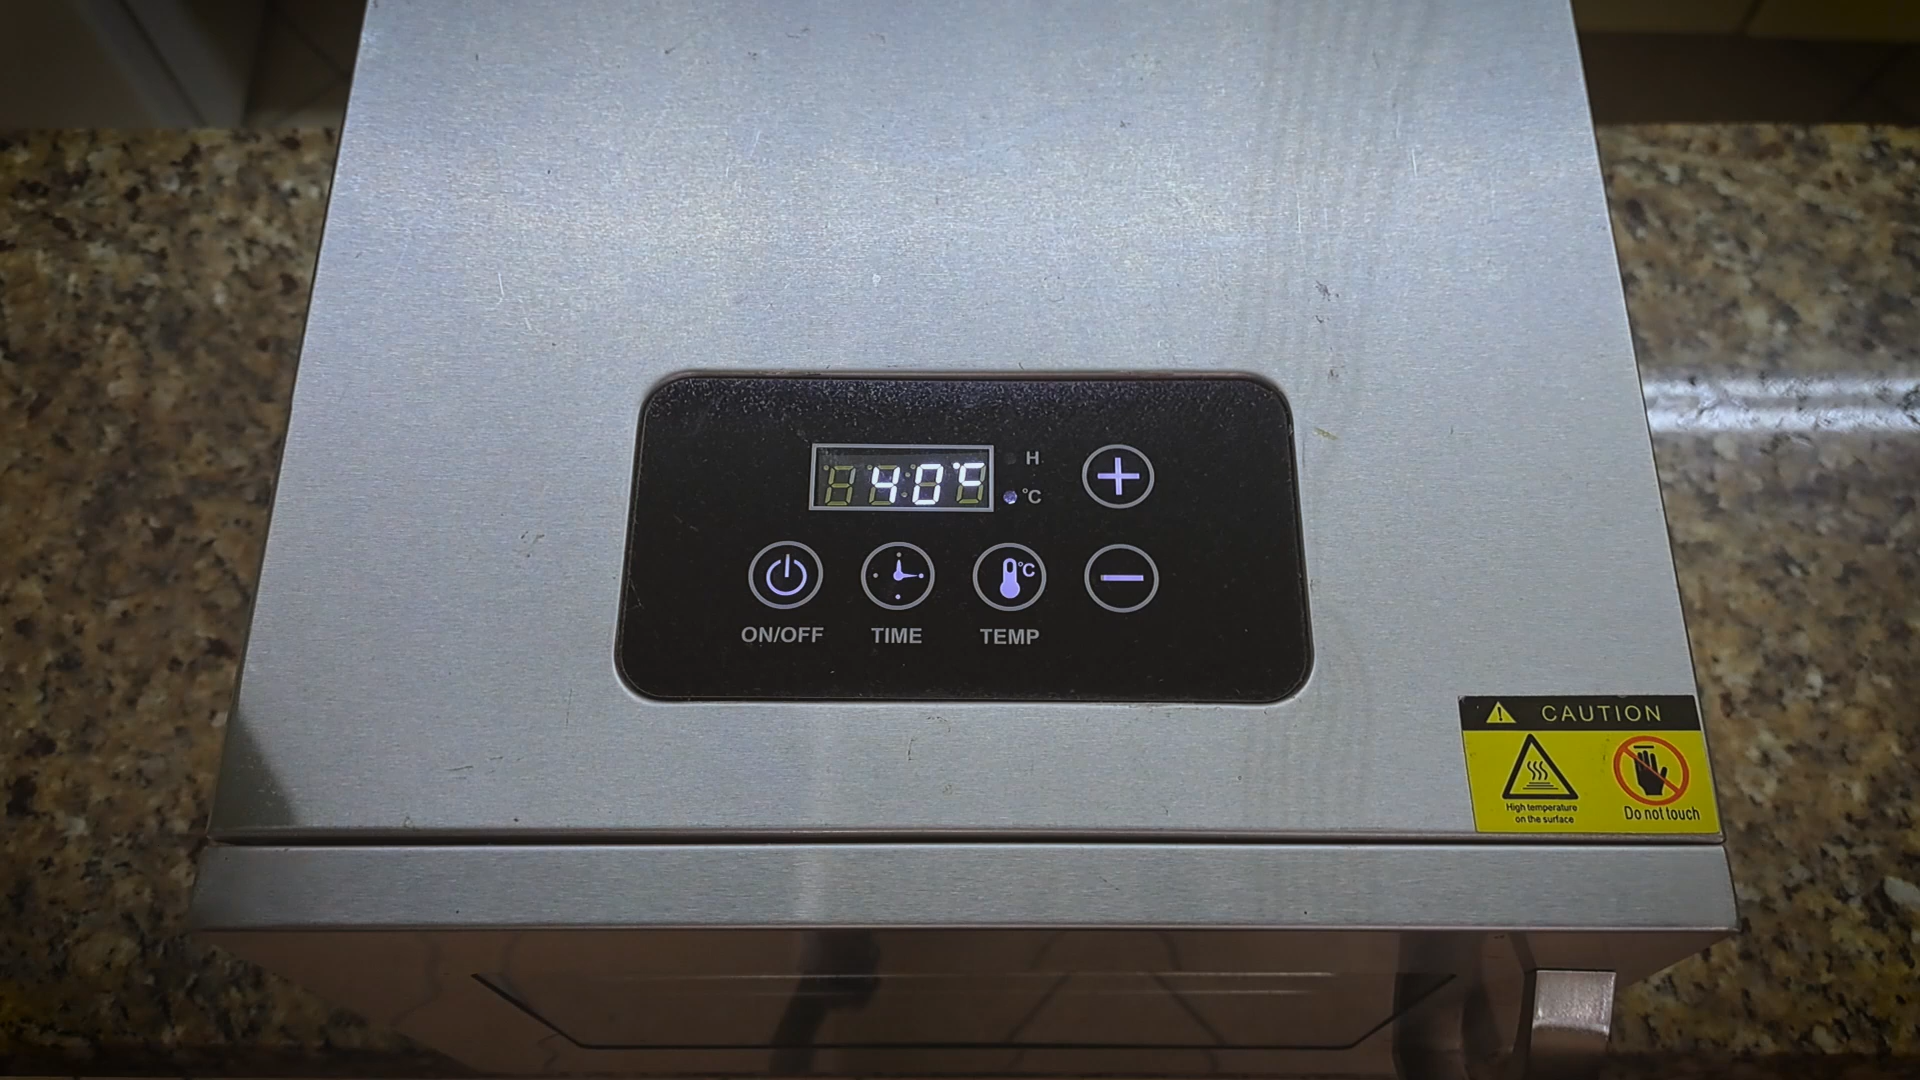 40°C
H
°C
°C
ON/OFF
TIME
TEMP
CAUTION
High temperature
on the surface
Do not touch